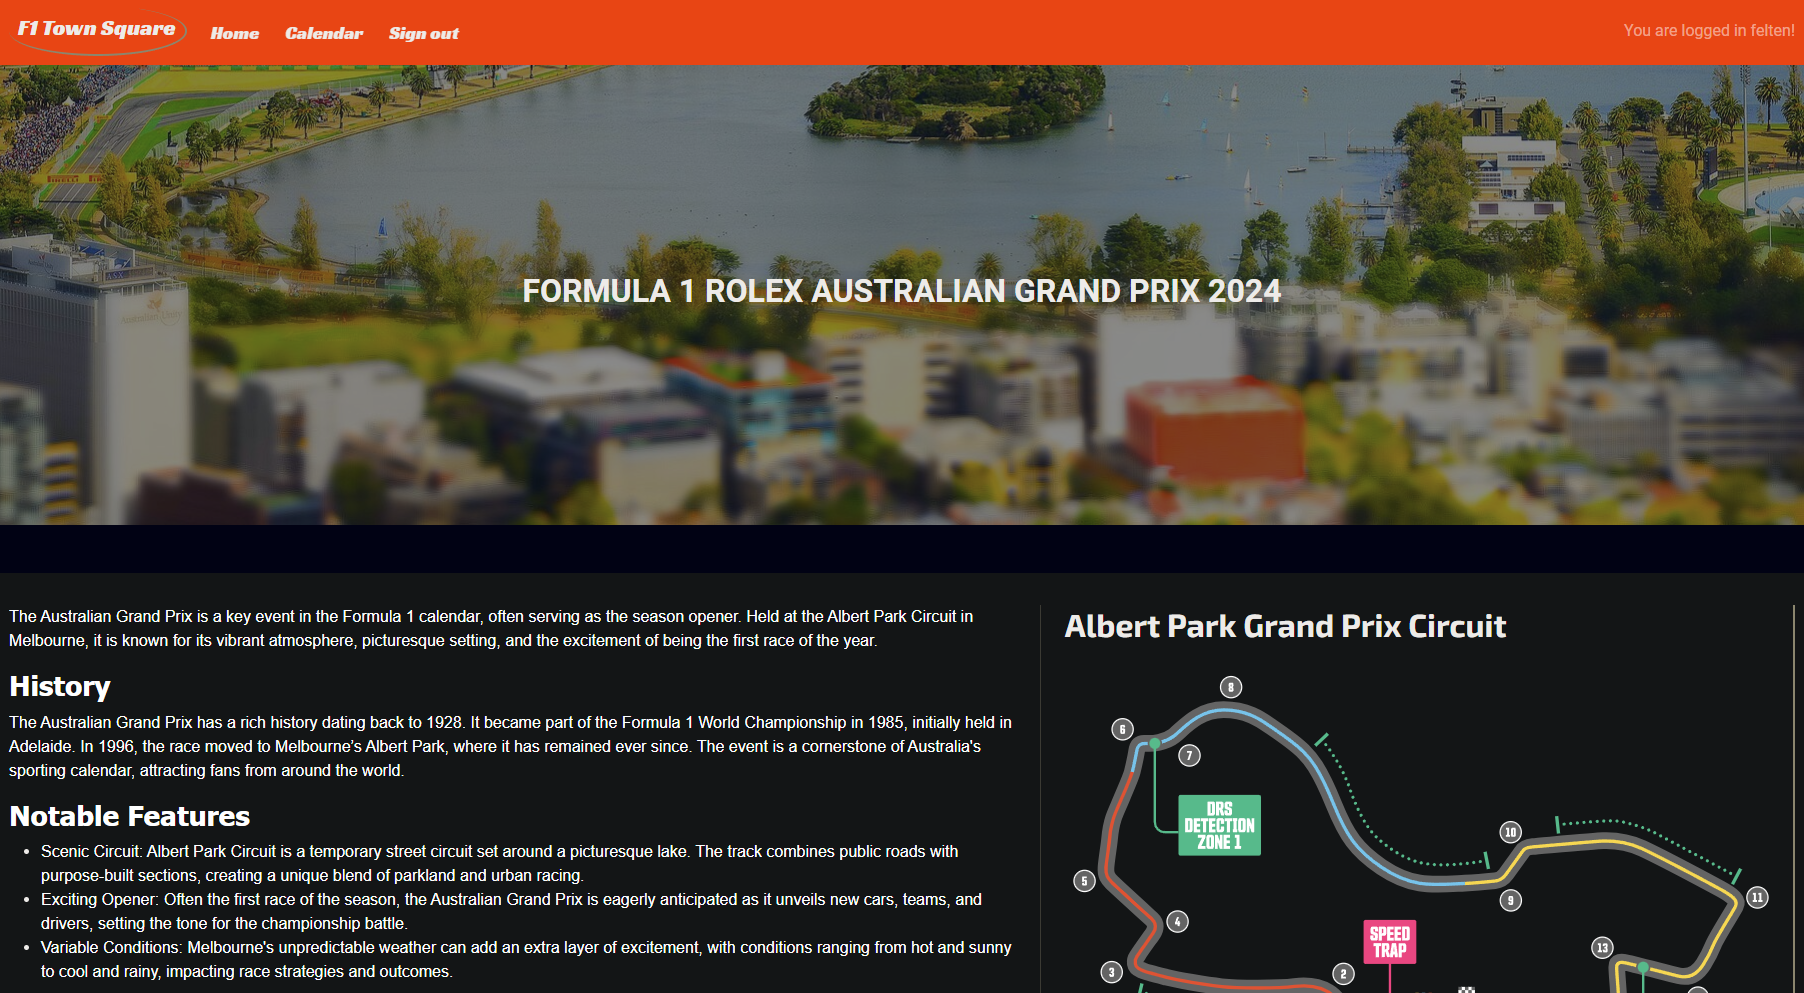 F1 Town Square
Home
Calendar
Sign out
You are logged in felten!
PIRELLI
FORMULA 1 ROLEX AUSTRALIAN GRAND PRIX 2024
The Australian Grand Prix is a key event in the Formula 1 calendar, often serving as the season opener. Held at the Albert Park Circuit in
Melbourne, it is known for its vibrant atmosphere, picturesque setting, and the excitement of being the first race of the year.
History
The Australian Grand Prix has a rich history dating back to 1928. It became part of the Formula 1 World Championship in 1985, initially held in
Adelaide. In 1996, the race moved to Melbourne's Albert Park, where it has remained ever since. The event is a cornerstone of Australia's
sporting calendar, attracting fans from around the world.
Notable Features
• Scenic Circuit: Albert Park Circuit is a temporary street circuit set around a picturesque lake. The track combines public roads with
purpose-built sections, creating a unique blend of parkland and urban racing.
• Exciting Opener: Often the first race of the season, the Australian Grand Prix is eagerly anticipated as it unveils new cars, teams, and
drivers, setting the tone for the championship battle.
• Variable Conditions: Melbourne's unpredictable weather can add an extra layer of excitement, with conditions ranging from hot and sunny
to cool and rainy, impacting race strategies and outcomes.
Albert Park Grand Prix Circuit
8
6
7
DRS
DETECTION
ZONE 1
10
5
9
11
4
SPEED
TRAP
13
3
2